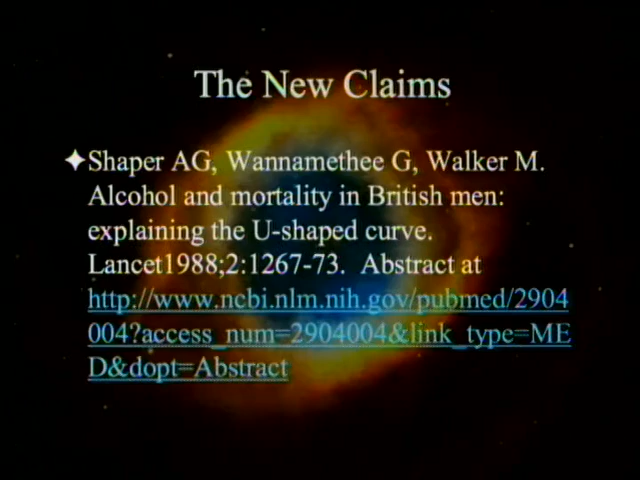 The New Claims
✦Shaper AG, Wannamethee G, Walker M.
Alcohol and mortality in British men:
explaining the U-shaped curve.
Lancet1988;2:1267-73. Abstract at
http://www.ncbi.nlm.nih.gov/pubmed/2904
004?access_num=2904004&link_type=ME
D&dopt=Abstract